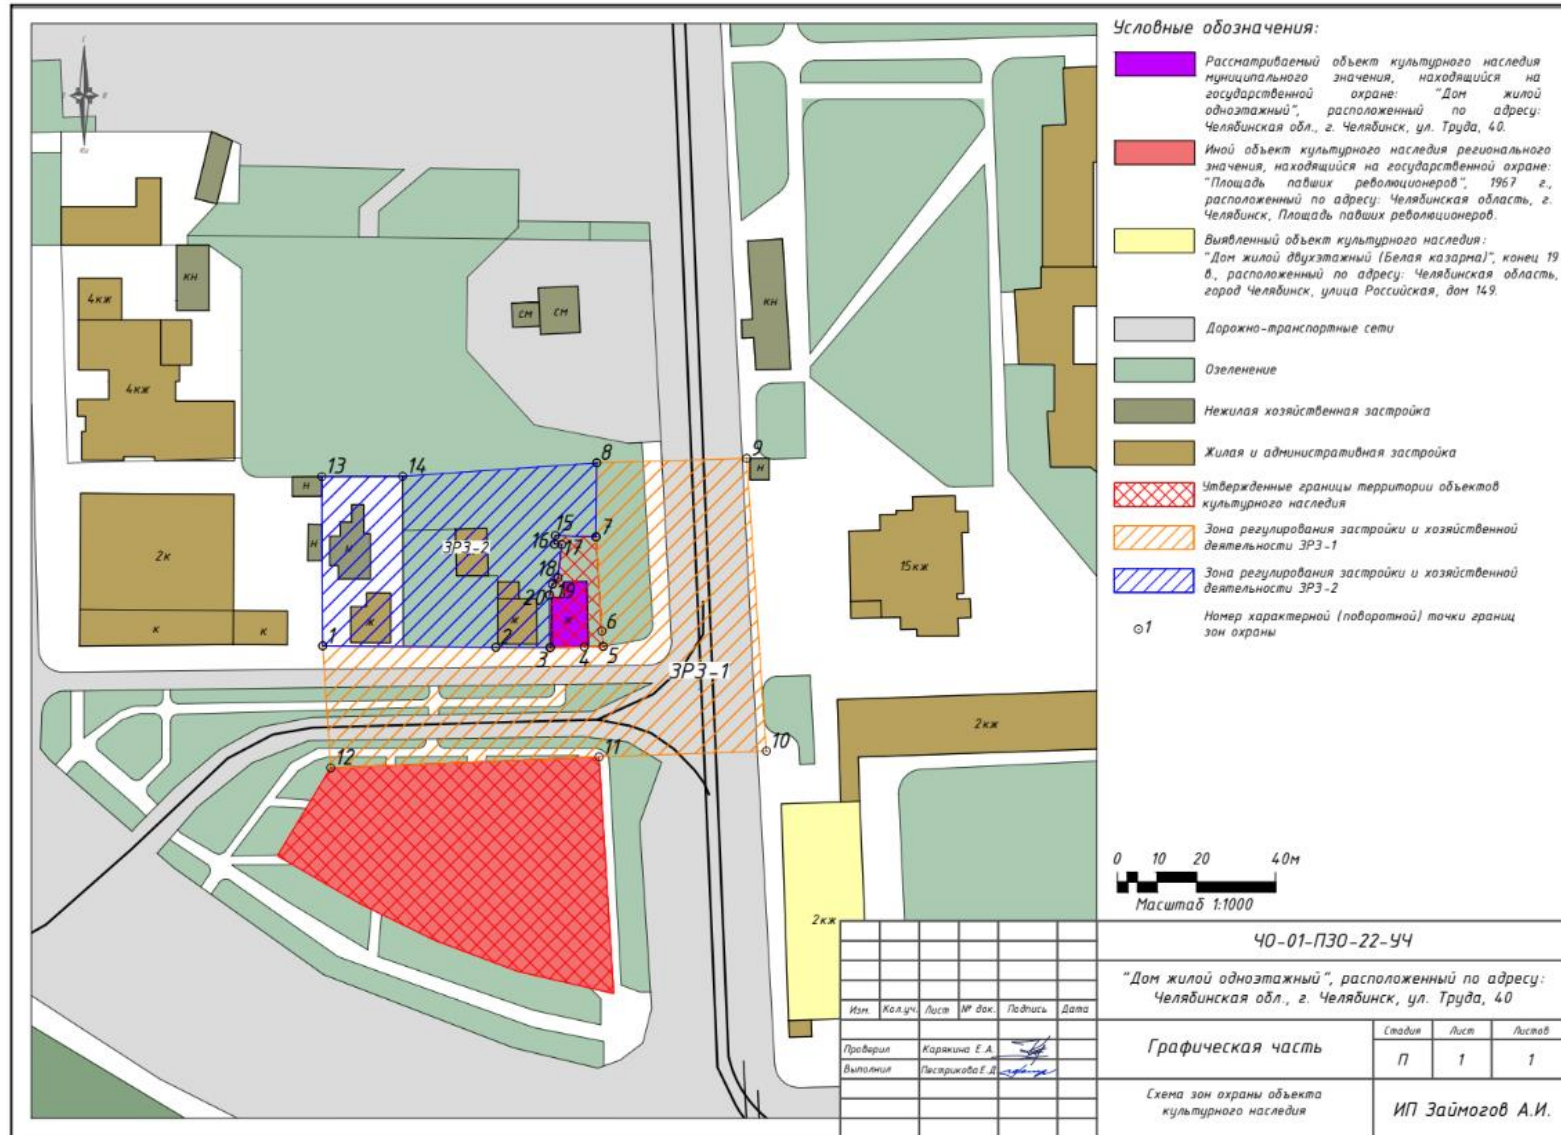 Условные обозначения:
Рассматриваемый объект культурного наследия
муниципального значения, находящийся на
государственной охране: "Дом жилой
одноэтажный", расположенный по адресу:
Челябинская обл., г. Челябинск, ул. Труда, 40.
Иной объект культурного наследия регионального
значения, находящийся на государственной охране:
"Площадь павших революционеров", 1967 г.,
расположенный по адресу: Челябинская область, г.
Челябинск, Площадь павших революционеров.
Выявленный объект культурного наследия:
"Дом жилой двухэтажный (Белая казарма)", конец 19
в., расположенный по адресу: Челябинская область,
город Челябинск, улица Российская, дом 149.
Дорожно-транспортные сети
Озеленение
Нежилая хозяйственная застройка
Жилая и административная застройка
Утвержденные границы территории объектов
культурного наследия
Зона регулирования застройки и хозяйственной
деятельности ЗРЗ-1
Зона регулирования застройки и хозяйственной
деятельности ЗРЗ-2
1
Номер характерной (поворотной) точки границ
зон охраны
С
Ю
кн
4кж
4кж
см
см
кн
13
14
8
9
н
н
2к
н
н
ЗРЗ-2
15
7
16
17
18
19
20
15кж
к
к
к
к
к
1
2
3
4
5
6
ЗРЗ-1
2кж
10
11
12
2кж
0 10 20 40м
Масштаб 1:1000
ЧО-01-ПЗО-22-УЧ
"Дом жилой одноэтажный", расположенный по адресу:
Челябинская обл., г. Челябинск, ул. Труда, 40
Изм. Кол.уч. Лист № док. Подпись Дата
Проверил Карякина Е.А.
Выполнил Пестрикова Е.Д.
Графическая часть
Стадия Лист Листов
П 1 1
Схема зон охраны объекта
культурного наследия
ИП Займогов А.И.